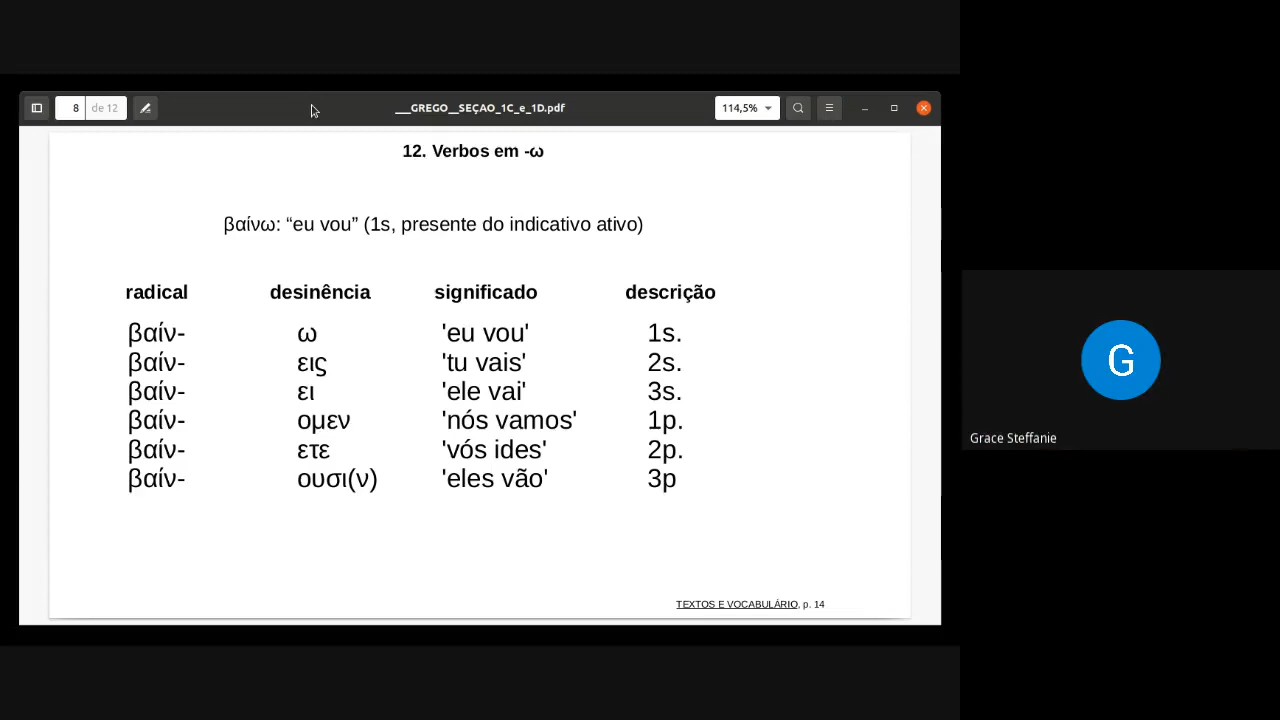 8 de 12 ___GREGO__SEÇAO_1C_e_1D.pdf 114,5%
12. Verbos em -ω
βαίνω: “eu vou” (1s, presente do indicativo ativo)
radical desinência significado descrição
βαίν- ω 'eu vou' 1s.
βαίν- εις 'tu vais' 2s.
βαίν- ει 'ele vai' 3s.
βαίν- ομεν 'nós vamos' 1p.
βαίν- ετε 'vós ides' 2p.
βαίν- ουσι(ν) 'eles vão' 3p
TEXTOS E VOCABULÁRIO, p. 14
G
Grace Steffanie